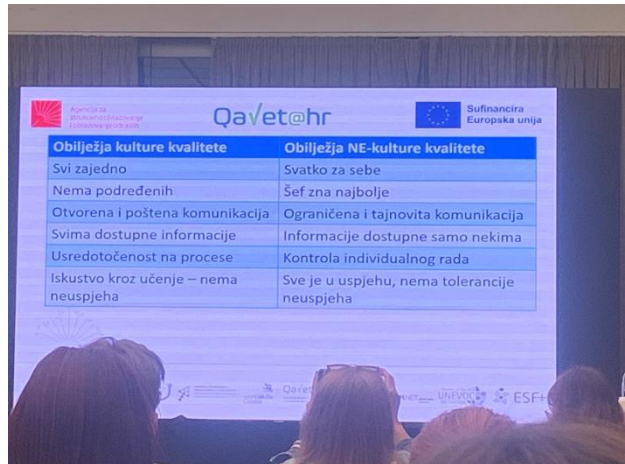 Agencija za
strukovno obrazovanje
i obrazovanje odraslih
Qavet@hr
Sufinancira
Europska unija
Obilježja kulture kvalitete
Obilježja NE-kulture kvalitete
Svi zajedno
Svatko za sebe
Nema podređenih
Šef zna najbolje
Otvorena i poštena komunikacija
Ograničena i tajnovita komunikacija
Svima dostupne informacije
Informacije dostupne samo nekima
Usredotočenost na procese
Kontrola individualnog rada
Iskustvo kroz učenje – nema
neuspjeha
Sve je u uspjehu, nema tolerancije
neuspjeha
UNEVOC
ESF+